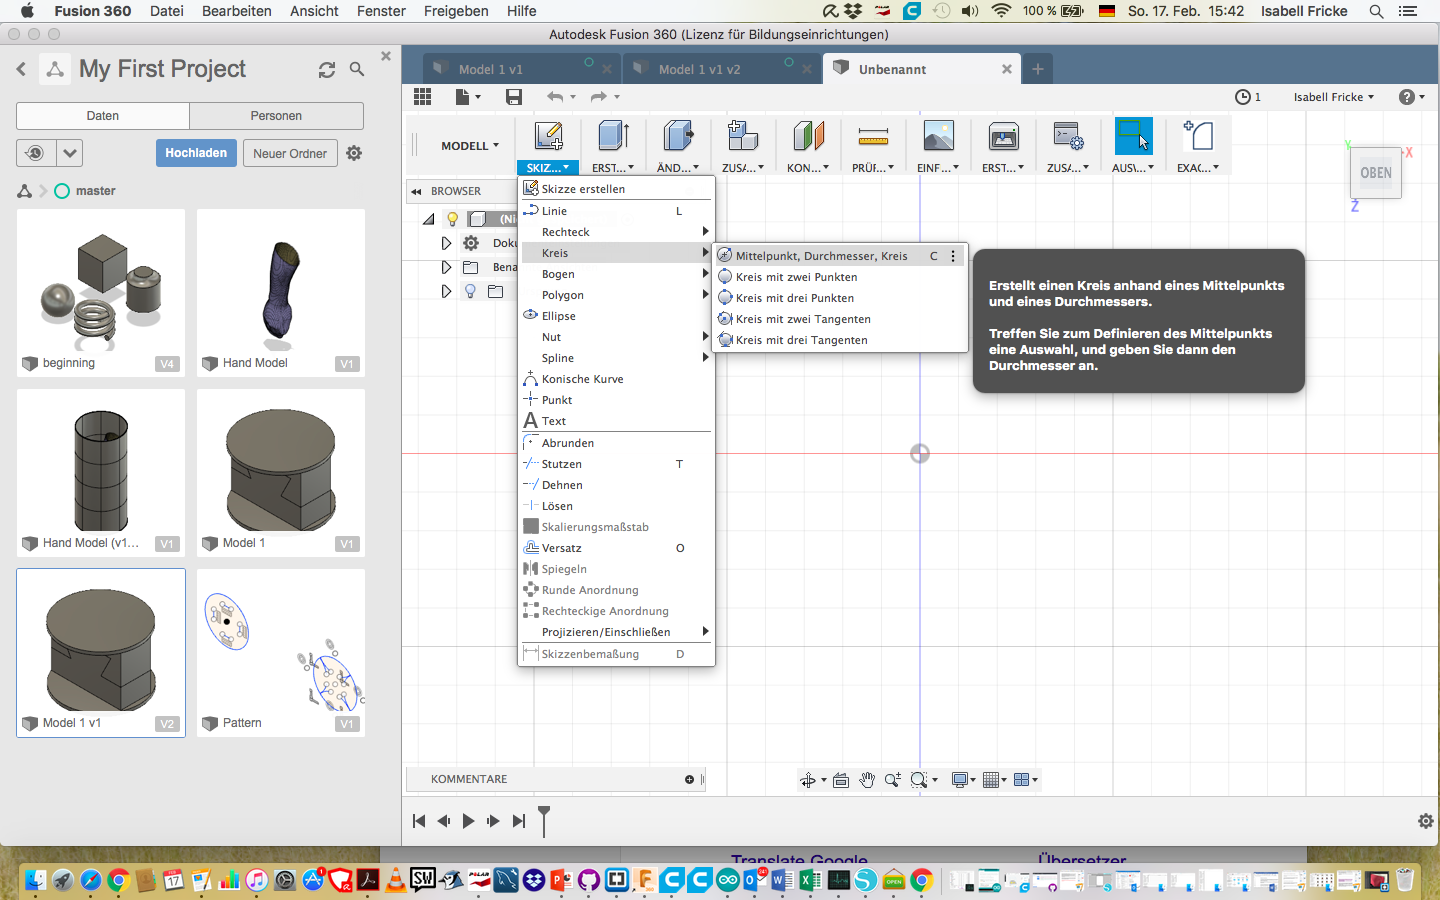 Fusion 360 Datei Bearbeiten Ansicht Fenster Freigeben Hilfe 100 % So. 17. Feb. 15:42 Isabell Fricke
Autodesk Fusion 360 (Lizenz für Bildungseinrichtungen)
My First Project
Model 1 v1 Model 1 v1 v2 Unbenannt
Daten Personen
1 Isabell Fricke
Hochladen Neuer Ordner
MODELL
SKIZ... ERST... ÄND... ZUSA... KON... PRÜF... EINF... ERST... ZUSA... AUSV... EXAC...
master
BROWSER
(Ni
Doku
Bena
Skizze erstellen
Linie L
Rechteck
Kreis
Bogen
Polygon
Ellipse
Nut
Spline
Konische Kurve
Punkt
Text
Abrunden
Stutzen T
Dehnen
Lösen
Skalierungsmaßstab
Versatz O
Spiegeln
Runde Anordnung
Rechteckige Anordnung
Projizieren/Einschließen
Skizzenbemaßung D
Mittelpunkt, Durchmesser, Kreis C
Kreis mit zwei Punkten
Kreis mit drei Punkten
Kreis mit zwei Tangenten
Kreis mit drei Tangenten
Erstellt einen Kreis anhand eines Mittelpunkts
und eines Durchmessers.
Treffen Sie zum Definieren des Mittelpunkts
eine Auswahl, und geben Sie dann den
Durchmesser an.
Y X
OBEN
Z
beginning V4
Hand Model V1
Hand Model (v1... V1
Model 1 V1
Model 1 v1 V2
Pattern V1
KOMMENTARE
Translate Google Übersetzer